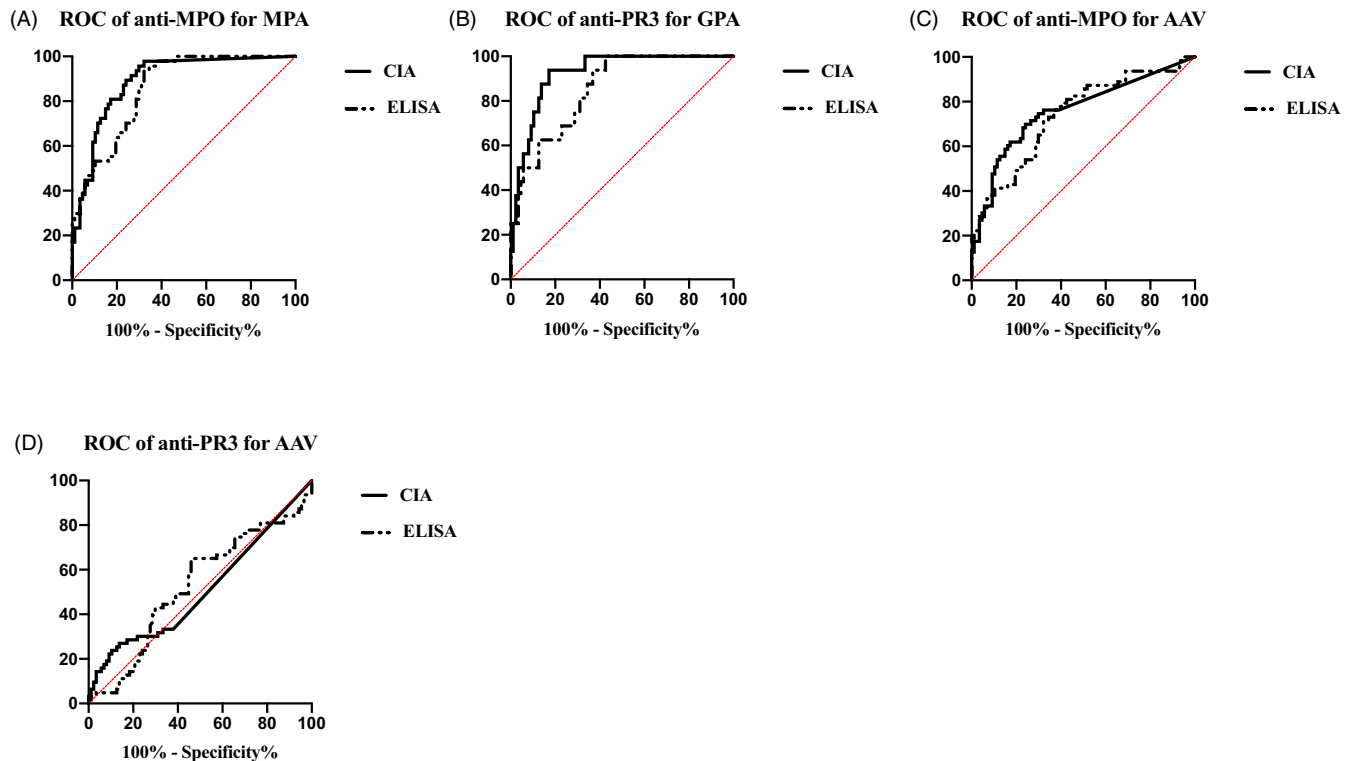 (A) ROC of anti-MPO for MPA
100
80
60
40
20
0
0 20 40 60 80 100
100% - Specificity%
CIA
ELISA
(B) ROC of anti-PR3 for GPA
100
80
60
40
20
0
0 20 40 60 80 100
100% - Specificity%
CIA
ELISA
(C) ROC of anti-MPO for AAV
100
80
60
40
20
0
0 20 40 60 80 100
100% - Specificity%
CIA
ELISA
(D) ROC of anti-PR3 for AAV
100
80
60
40
20
0
0 20 40 60 80 100
100% - Specificity%
CIA
ELISA